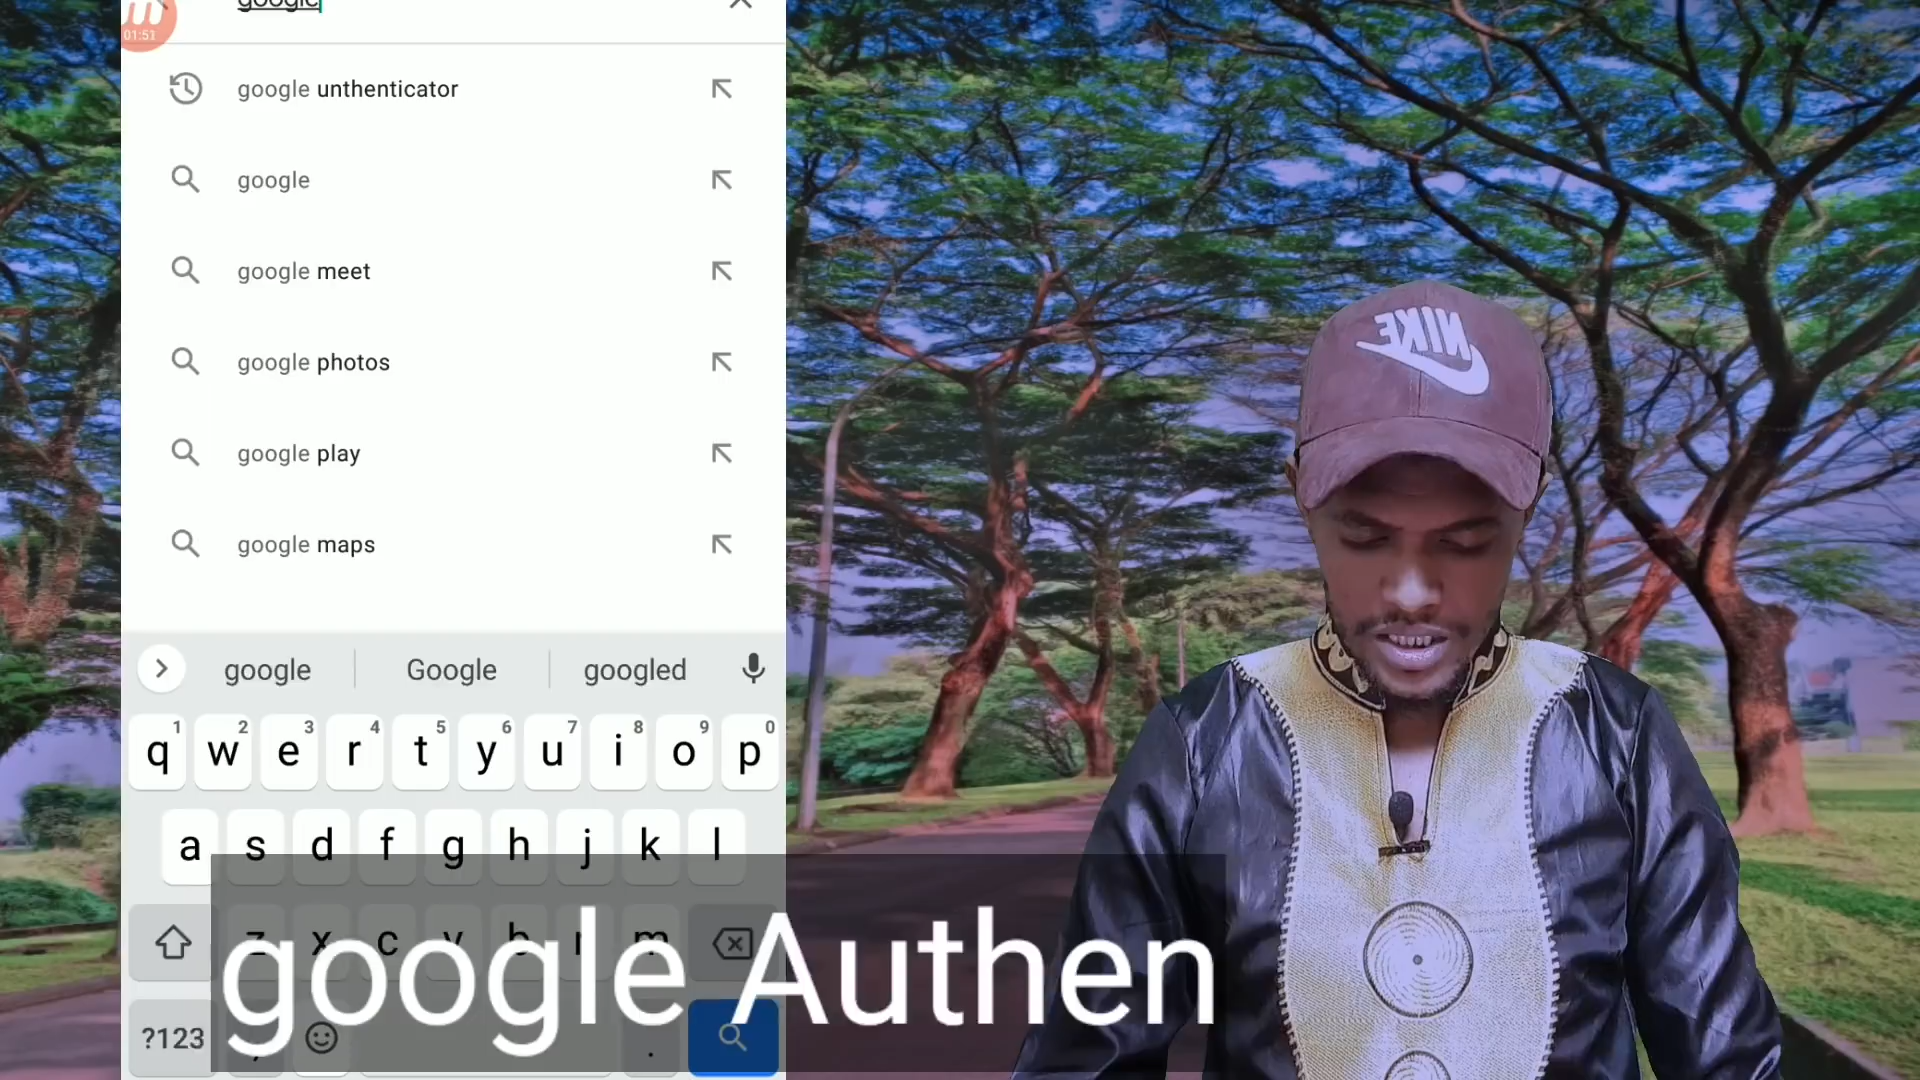 google
01:51
google unthenticator
google
google meet
google photos
google play
google maps
google Google googled
1 2 3 4 5 6 7 8 9 0
q w e r t y u i o p
a s d f g h j k l
z x c v b n m
?123 , .
google Authen
NIKE